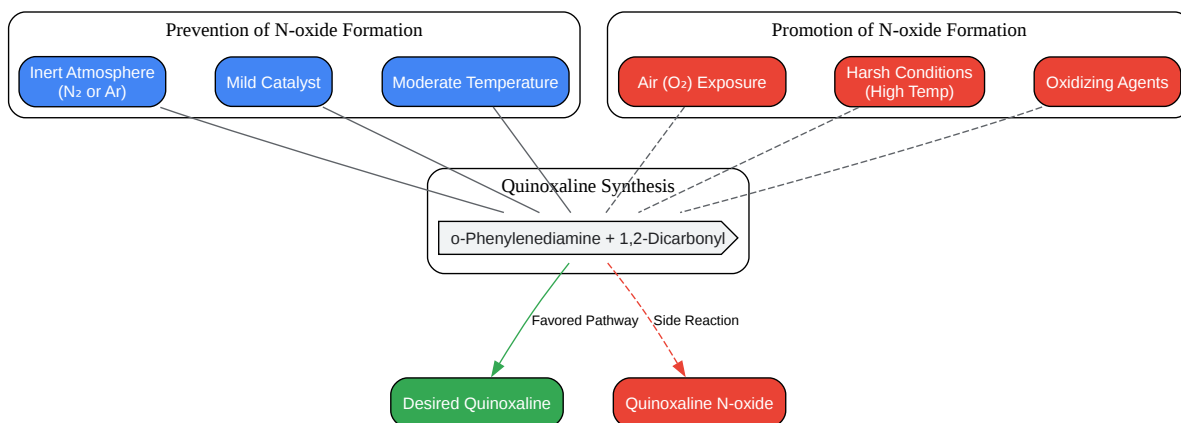 Prevention of N-oxide Formation
Inert Atmosphere
(N₂ or Ar)
Mild Catalyst
Moderate Temperature
Promotion of N-oxide Formation
Air (O₂) Exposure
Harsh Conditions
(High Temp)
Oxidizing Agents
Quinoxaline Synthesis
o-Phenylenediamine + 1,2-Dicarbonyl
Favored Pathway
Side Reaction
Desired Quinoxaline
Quinoxaline N-oxide